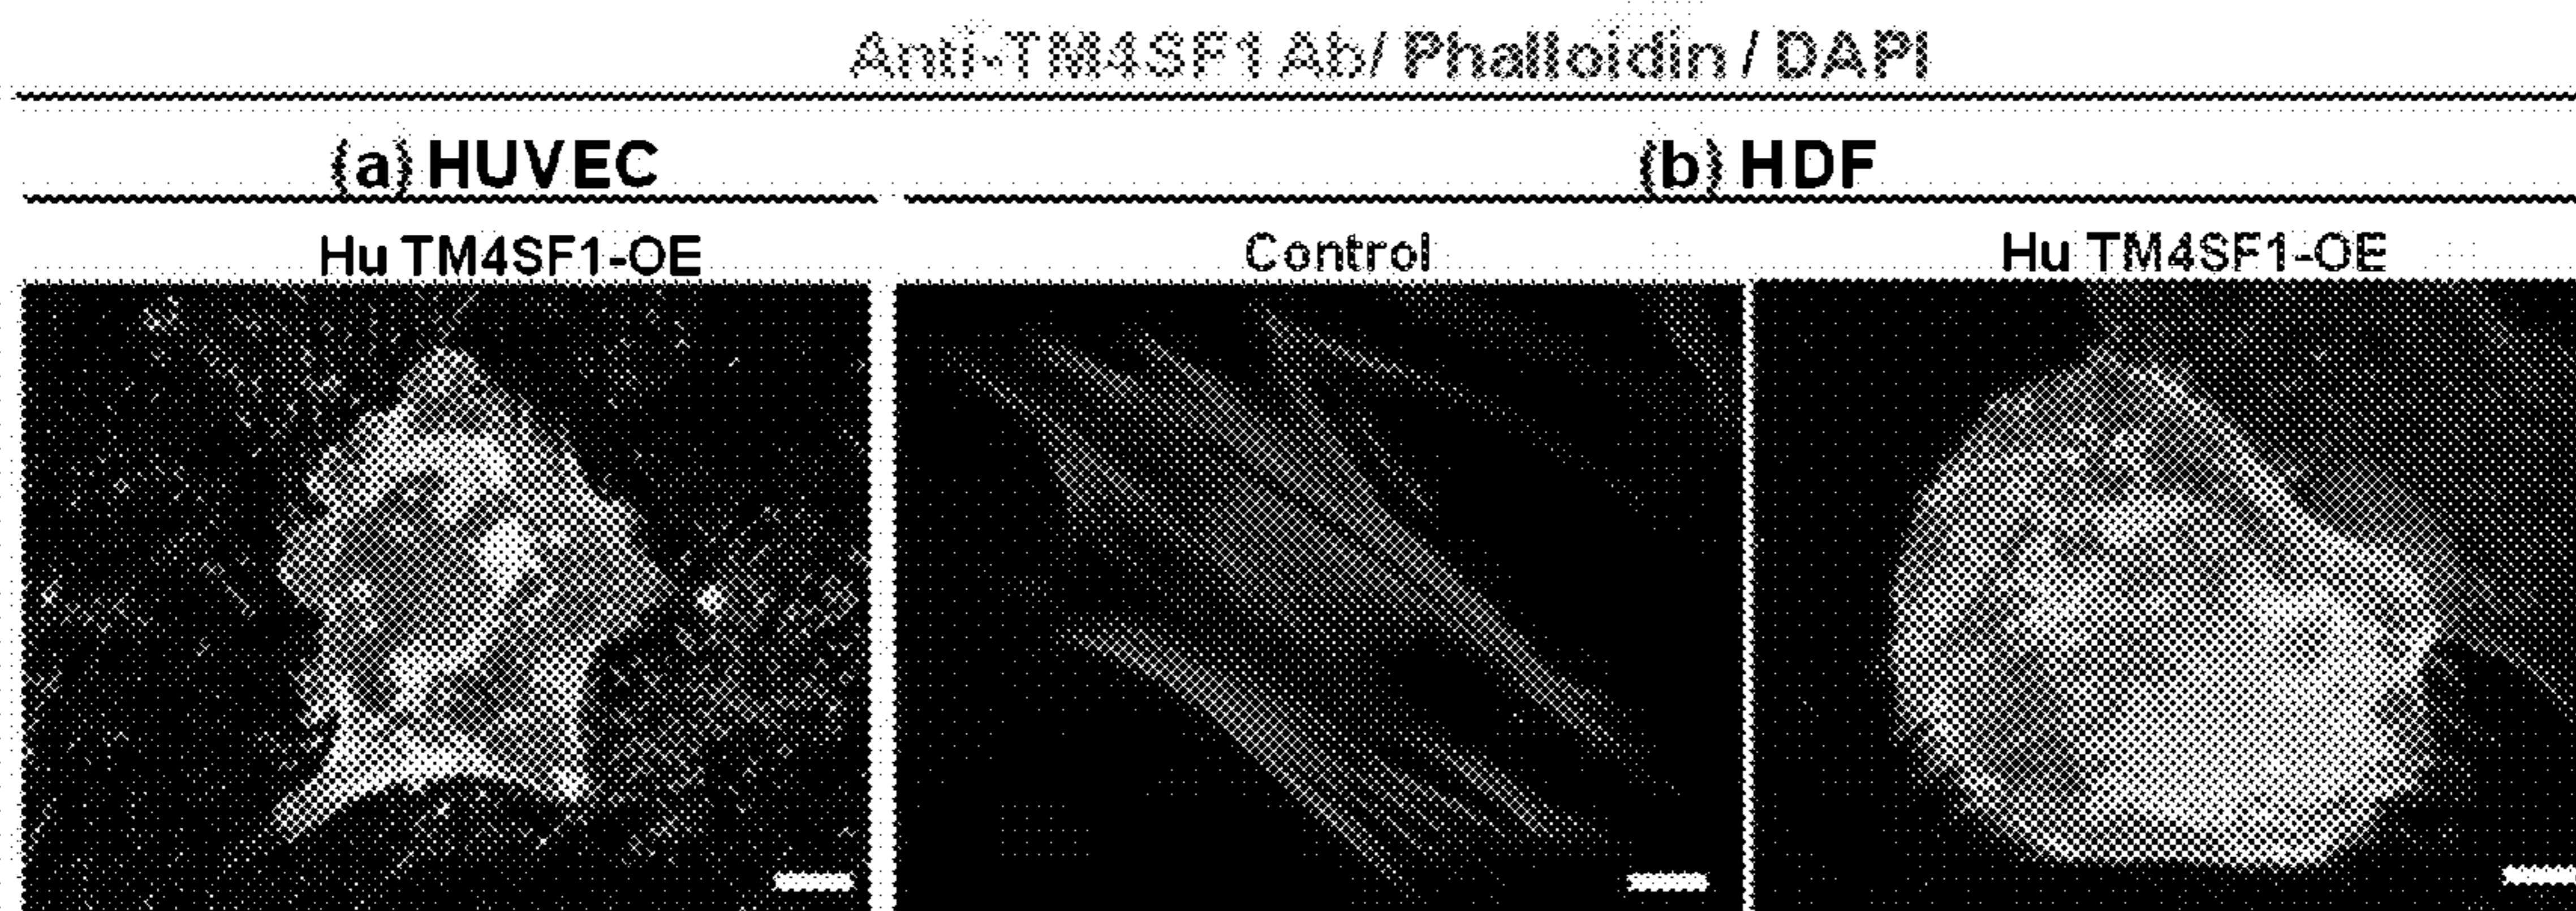 Anti-TM4SF1 Ab/ Phalloidin / DAPI
(a) HUVEC (b) HDF
Hu TM4SF1-OE Control Hu TM4SF1-OE